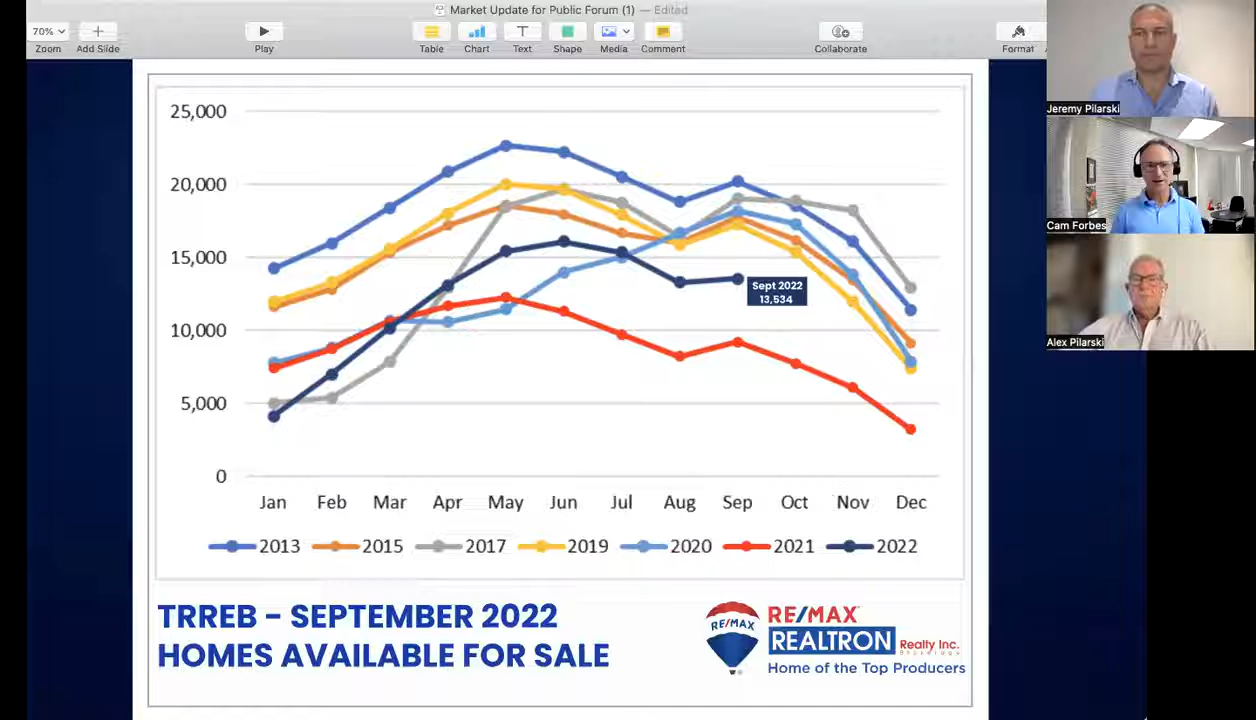 Market Update for Public Forum (1) — Edited
70%
Zoom
Add Slide
Play
Table
Chart
Text
Shape
Media
Comment
Collaborate
Format
Jeremy Pilarski
Cam Forbes
Alex Pilarski
25,000
20,000
15,000
10,000
5,000
0
Sept 2022
13,534
Jan Feb Mar Apr May Jun Jul Aug Sep Oct Nov Dec
2013 2015 2017 2019 2020 2021 2022
TRREB - SEPTEMBER 2022
HOMES AVAILABLE FOR SALE
RE/MAX
RE/MAX
REALTRON Realty Inc.
Brokerage
Home of the Top Producers